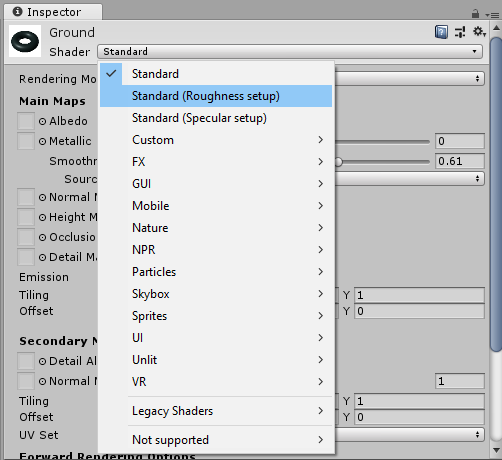 Inspector
Ground
Shader Standard
Standard
Standard (Roughness setup)
Standard (Specular setup)
Custom
FX
GUI
Mobile
Nature
NPR
Particles
Skybox
Sprites
UI
Unlit
VR
Legacy Shaders
Not supported
Rendering Mo
Main Maps
Albedo
Metallic 0
Smoothn 0.61
Sour
Normal M
Height M
Occlusio
Detail Ma
Emission
Tiling Y 1
Offset Y 0
Secondary M
Detail Al
Normal M 1
Tiling Y 1
Offset Y 0
UV Set
Forward Rendering Options